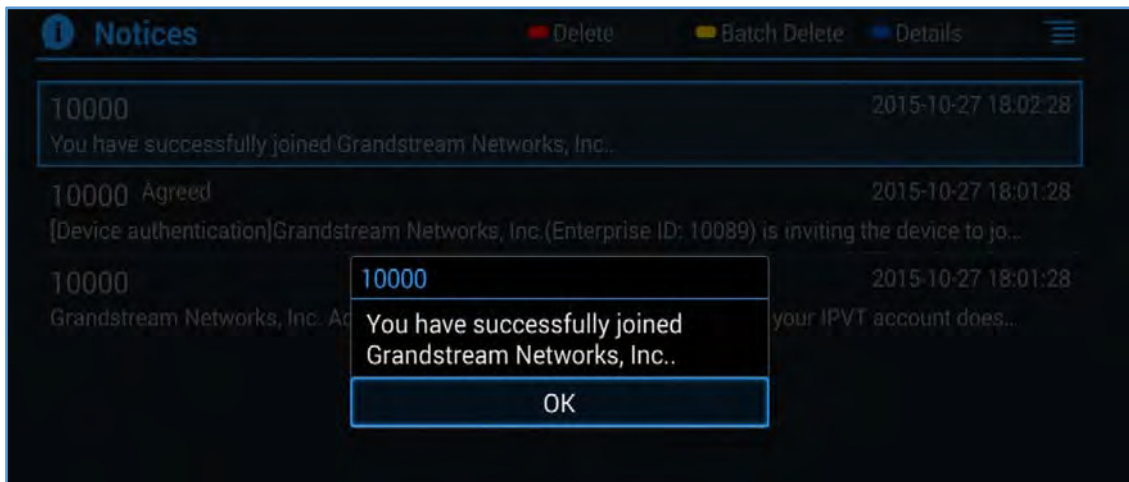 Notices
Delete
Batch Delete
Details
10000
2015-10-27 18:02:28
You have successfully joined Grandstream Networks, Inc..
10000 Agreed
2015-10-27 18:01:28
[Device authentication]Grandstream Networks, Inc.(Enterprise ID: 10089) is inviting the device to jo...
10000
2015-10-27 18:01:28
Grandstream Networks, Inc. your IPVT account does...
10000
You have successfully joined
Grandstream Networks, Inc..
OK